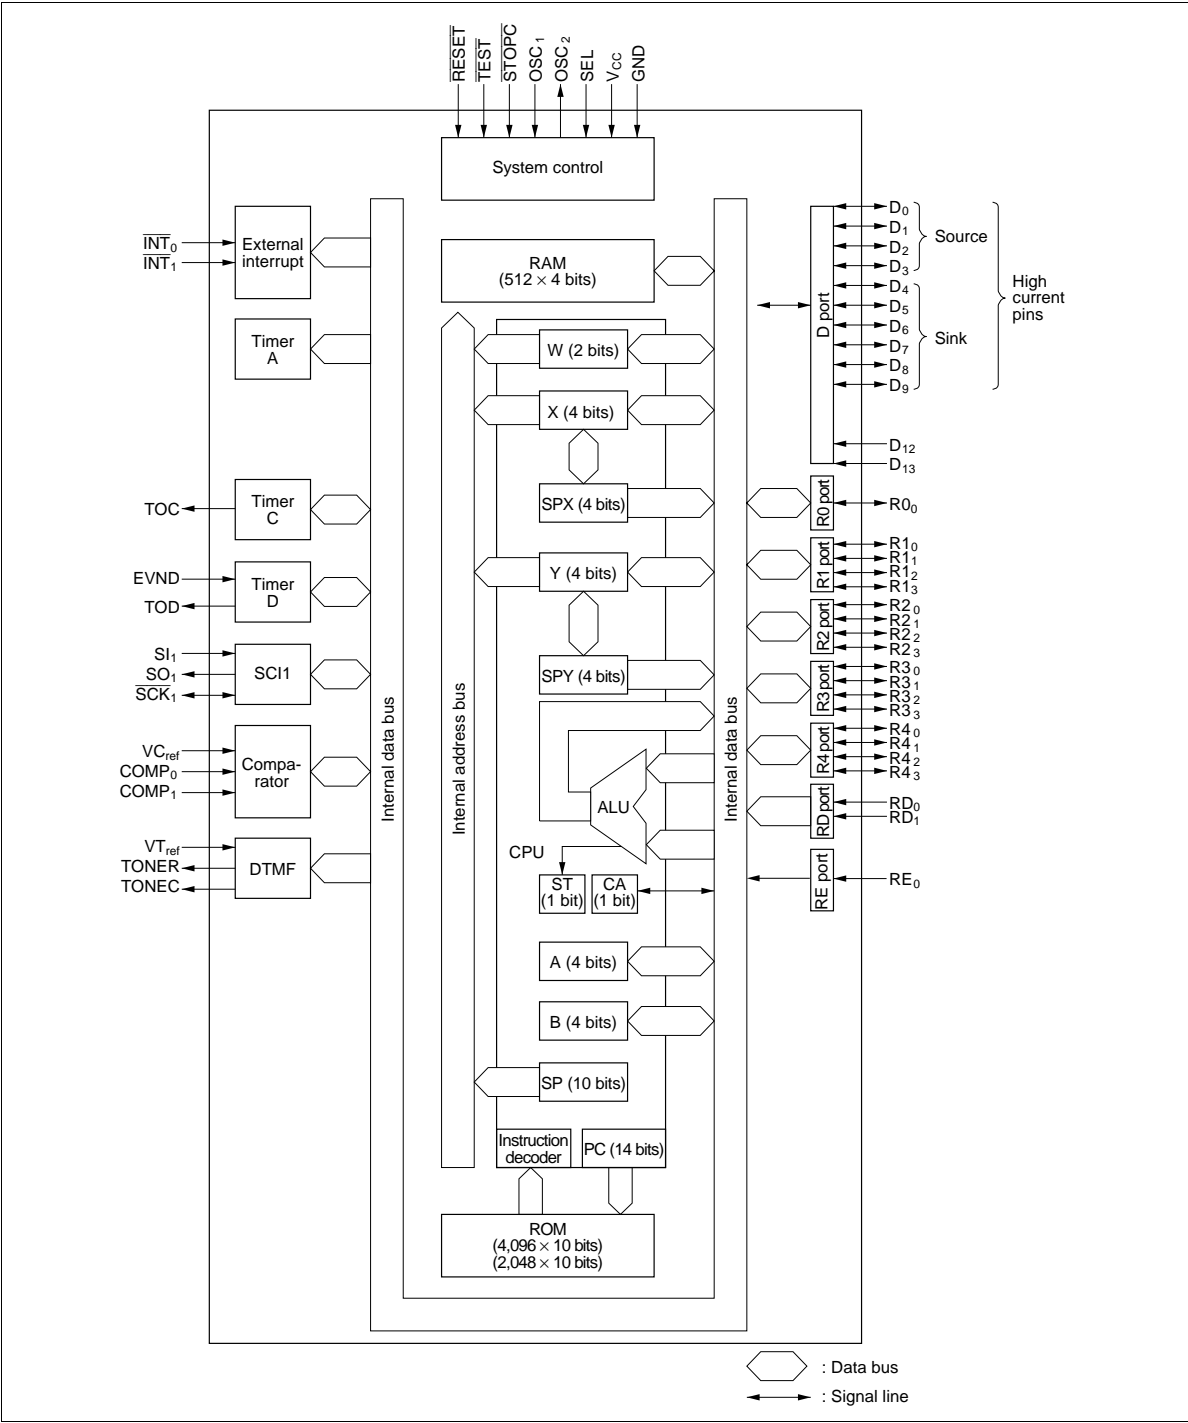 RESET
TEST
STOPC
OSC1
OSC2
SEL
VCC
GND
System control
INT0
INT1
External
interrupt
RAM
(512 × 4 bits)
D port
D0
D1
D2
D3
D4
D5
D6
D7
D8
D9
D12
D13
Source
Sink
High
current
pins
Timer
A
W (2 bits)
X (4 bits)
TOC
Timer
C
SPX (4 bits)
R0 port
R00
EVND
TOD
Timer
D
Y (4 bits)
R1 port
R10
R11
R12
R13
R2 port
R20
R21
R22
R23
SI1
SO1
SCK1
SCI1
SPY (4 bits)
R3 port
R30
R31
R32
R33
Internal data bus
Internal address bus
Internal data bus
R4 port
R40
R41
R42
R43
VCref
COMP0
COMP1
Compa-
rator
ALU
RD port
RD0
RD1
VTref
TONER
TONEC
DTMF
CPU
ST
(1 bit)
CA
(1 bit)
RE port
RE0
A (4 bits)
B (4 bits)
SP (10 bits)
Instruction
decoder
PC (14 bits)
ROM
(4,096 × 10 bits)
(2,048 × 10 bits)
: Data bus
: Signal line